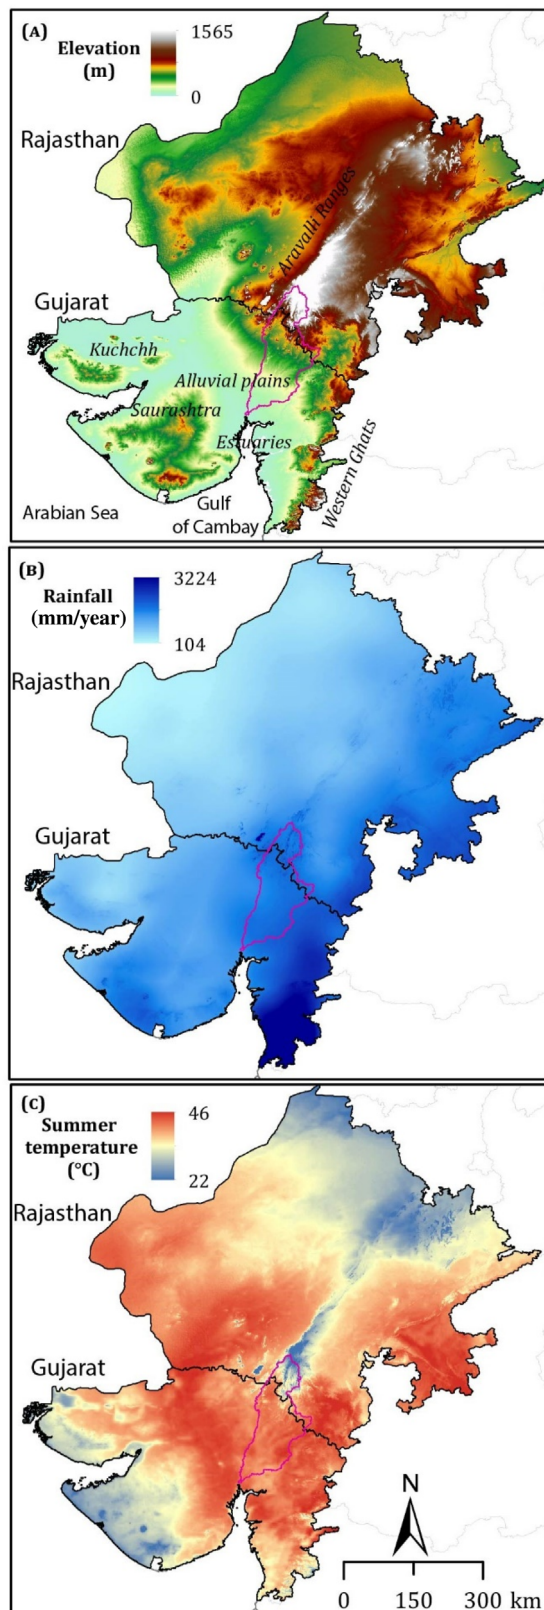 (A)
Elevation
(m)
1565
0
Rajasthan
Aravalli Ranges
Gujarat
Kuchchh
Alluvial plains
Saurashtra
Estuaries
Western Ghats
Arabian Sea
Gulf
of Cambay
(B)
Rainfall
(mm/year)
3224
104
Rajasthan
Gujarat
(C)
Summer
temperature
(°C)
46
22
Rajasthan
Gujarat
N
0 150 300 km